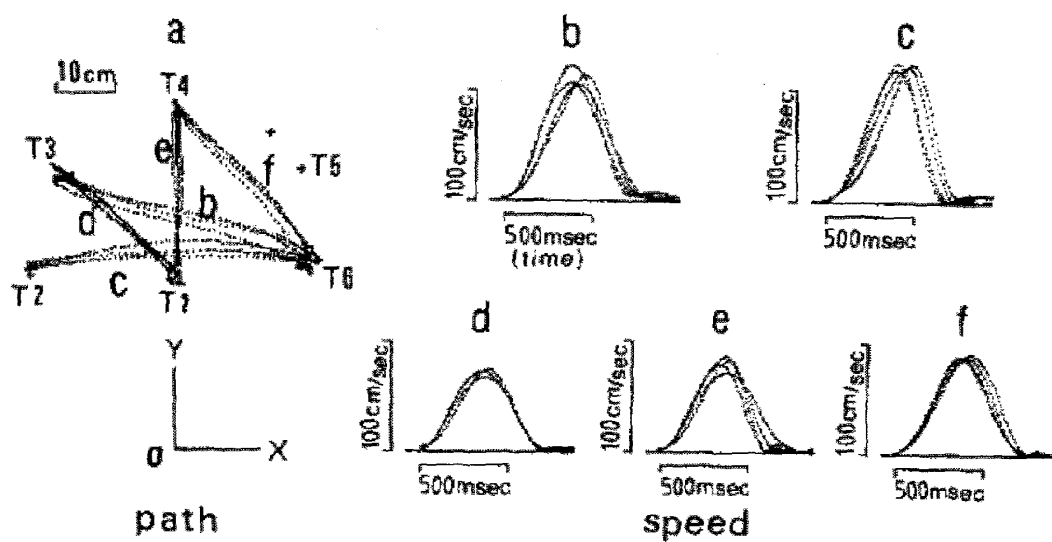 a
10cm
T4
T3
e
f
T5
d
b
T2
c
T1
T6
Y
O
X
path
b
100cm/sec
500msec
(time)
c
100cm/sec
500msec
d
100cm/sec
500msec
e
100cm/sec
500msec
f
100cm/sec
500msec
speed